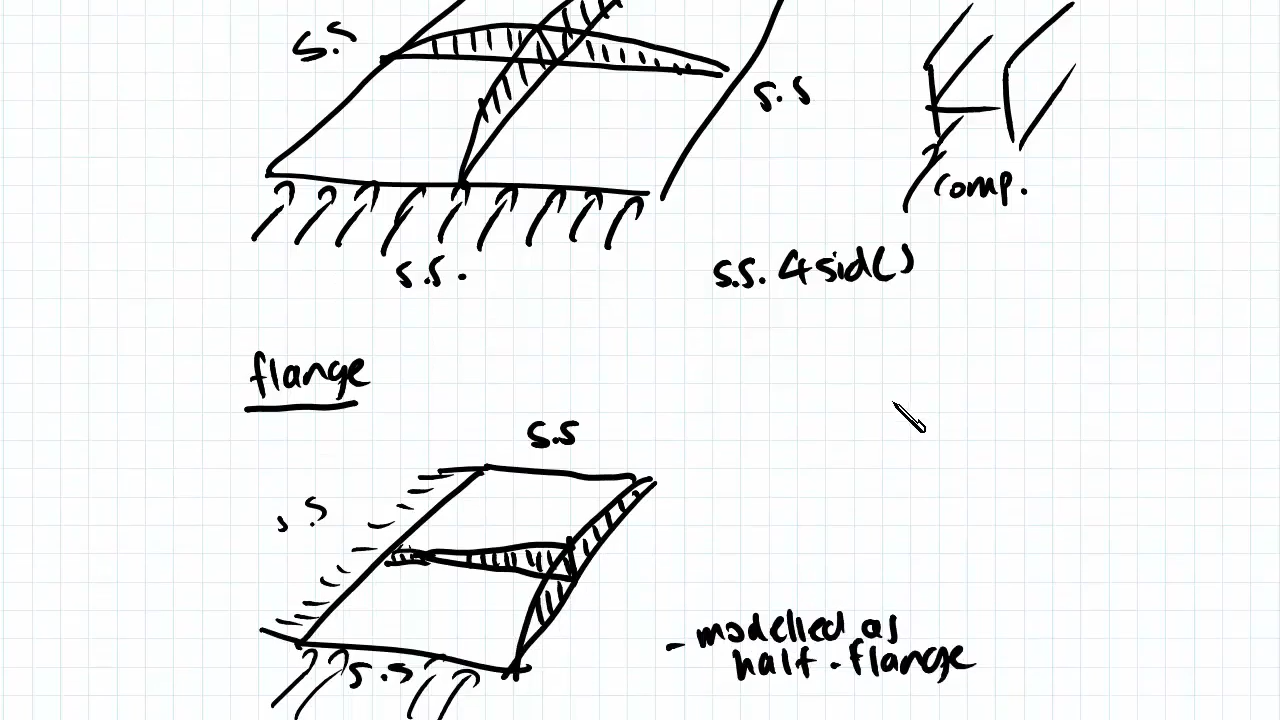 s.s
s.s
comp.
s.s.
s.s. 4 sid()
flange
s.s
s.s
s.s
- modelled as
half-flange